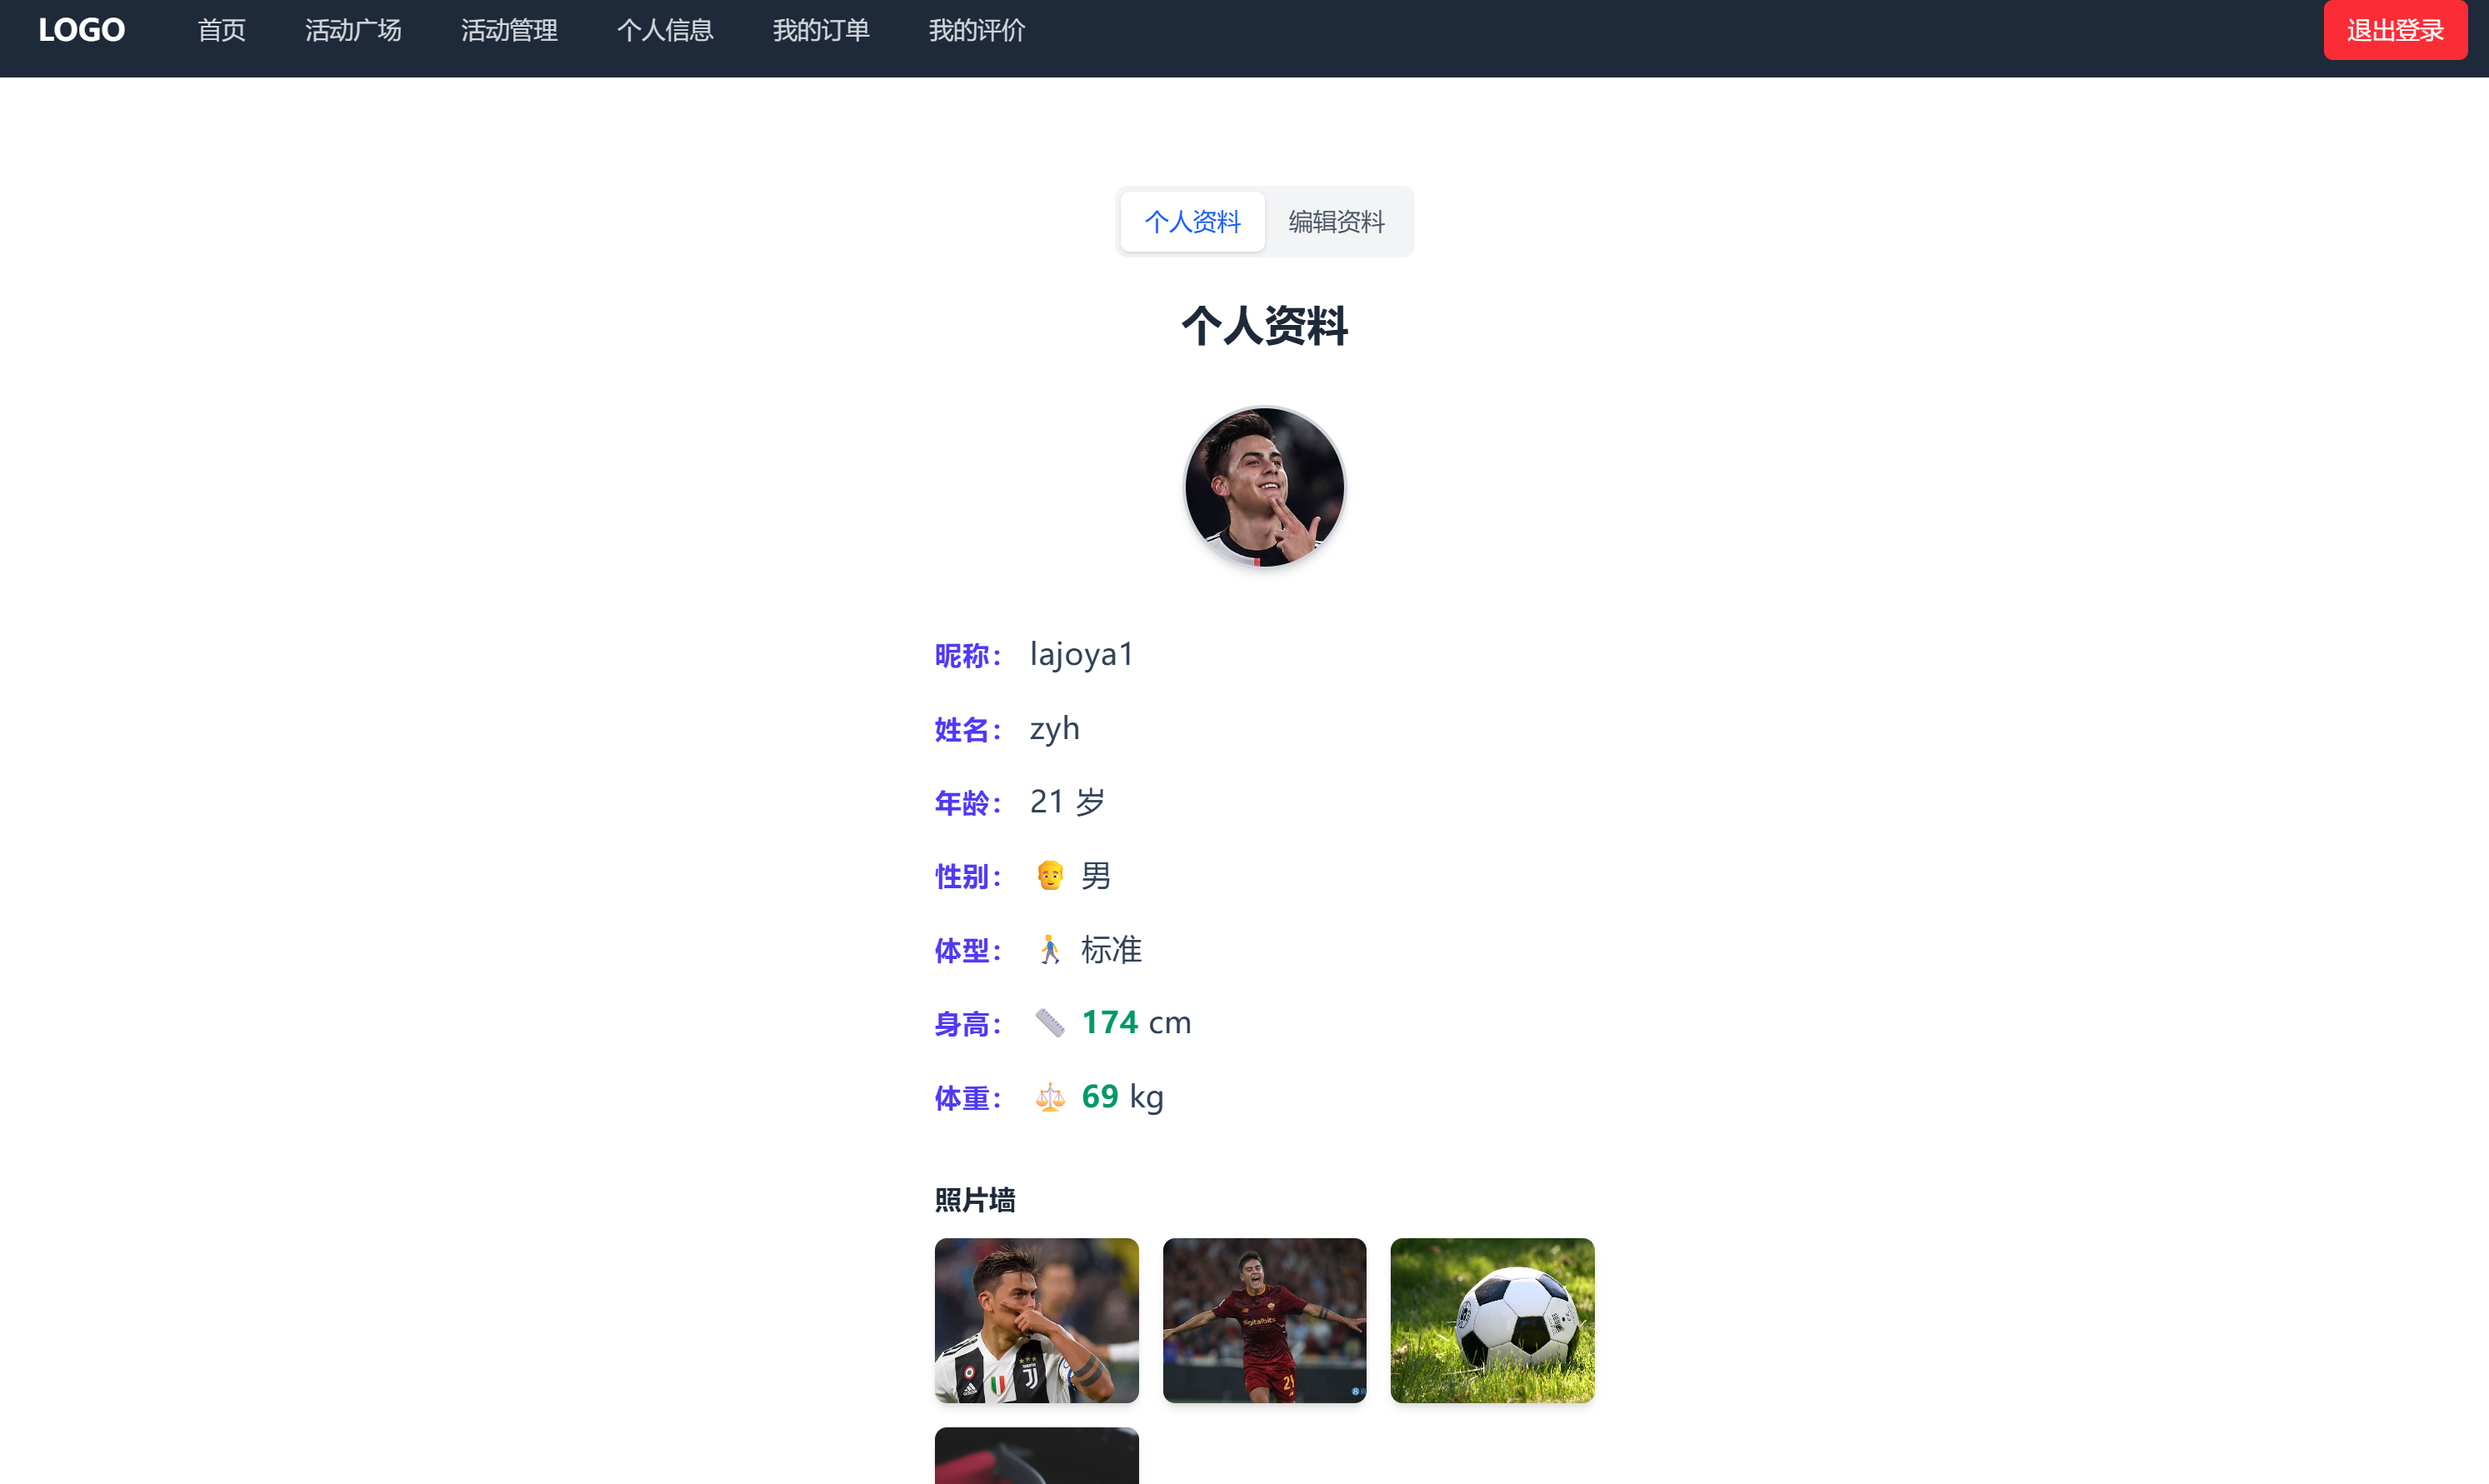 LOGO 首页 活动广场 活动管理 个人信息 我的订单 我的评价 退出登录
个人资料 编辑资料
个人资料
昵称： lajoya1
姓名： zyh
年龄： 21 岁
性别： 男
体型： 标准
身高： 174 cm
体重： 69 kg
照片墙
digitalbits
21